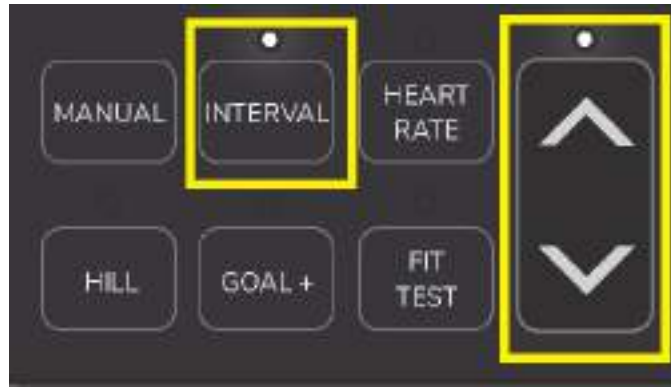 MANUAL
INTERVAL
HEART
RATE
HILL
GOAL +
FIT
TEST